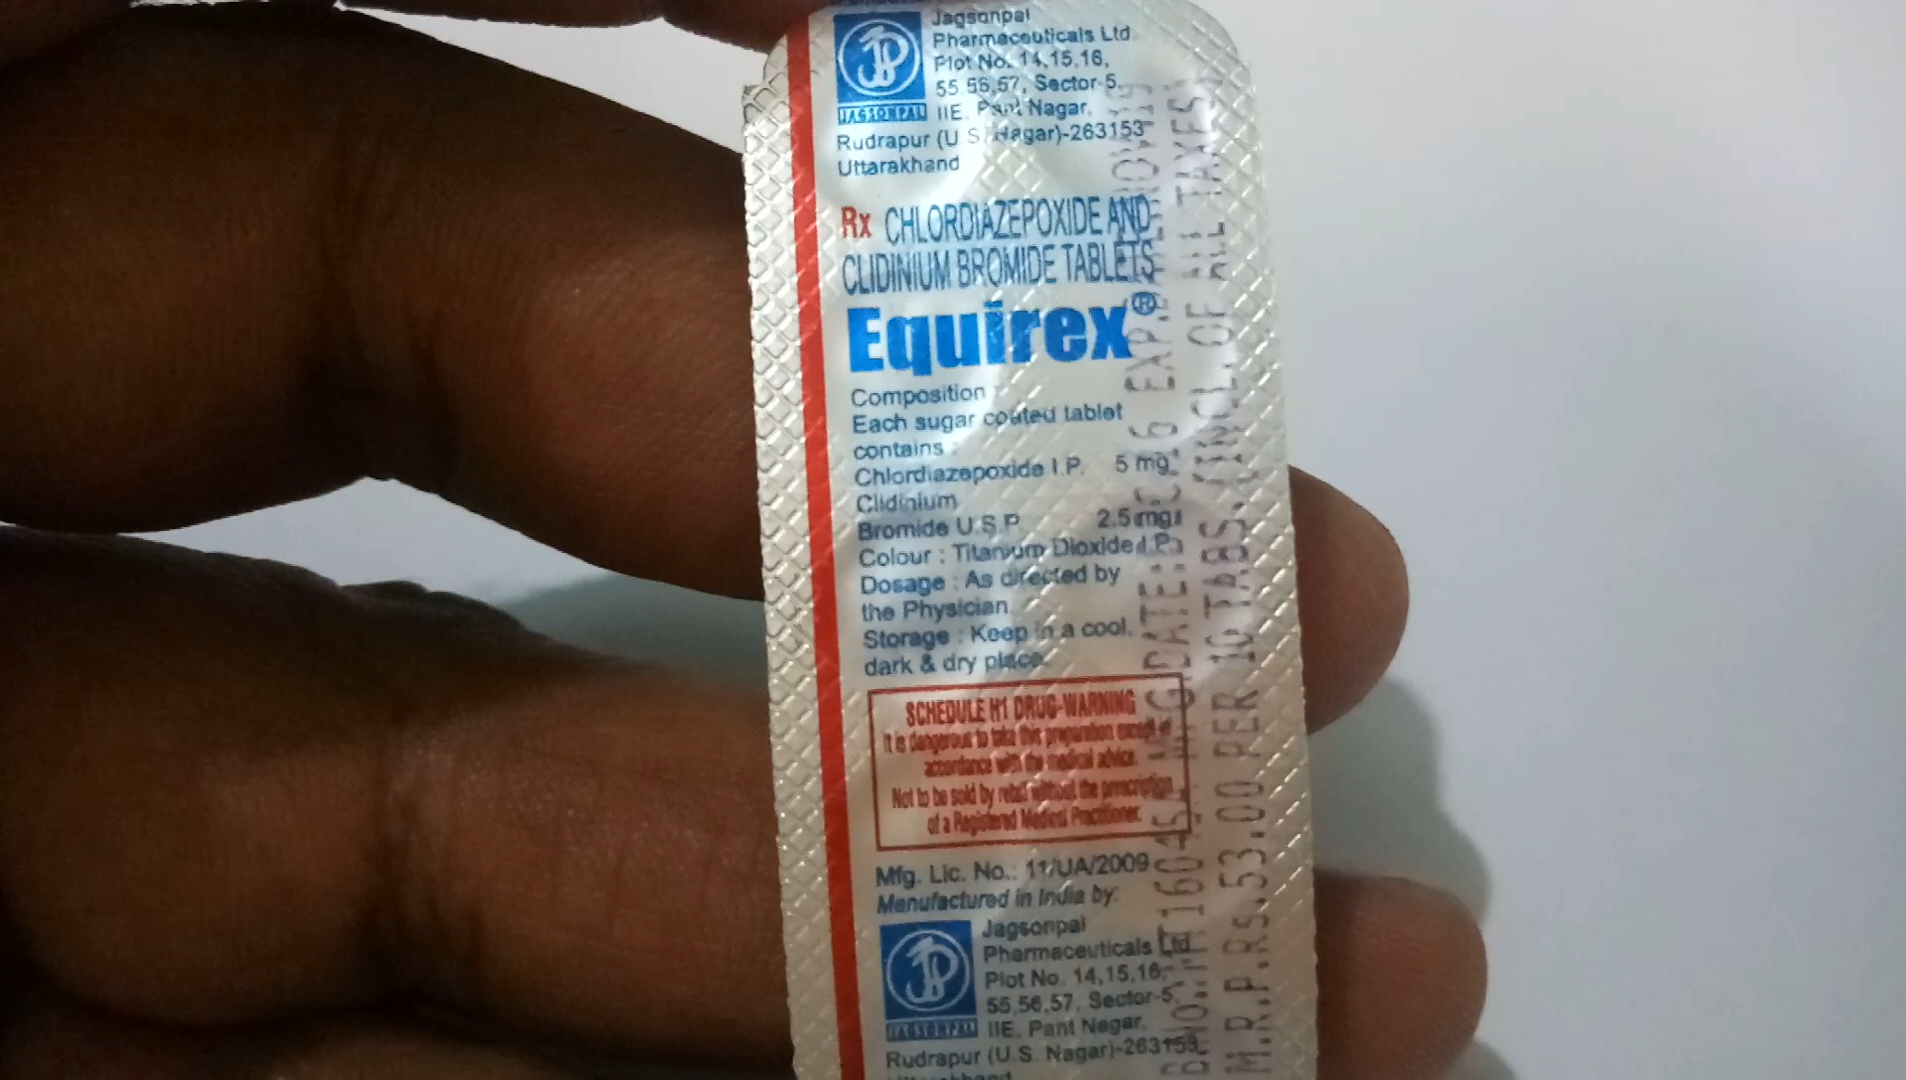 Jagsonpal
Pharmaceuticals Ltd.
Plot No. 14,15,16,
55,56,57, Sector-5,
IIE, Pant Nagar,
JAGSONPAL
Rudrapur (U.S. Nagar)-263153
Uttarakhand
Rx CHLORDIAZEPOXIDE AND
CLIDINIUM BROMIDE TABLETS
Equirex®
Composition :
Each sugar coated tablet
contains :
Chlordiazepoxide I.P. 5 mg
Clidinium
Bromide U.S.P. 2.5 mg
Colour : Titanium Dioxide I.P.
Dosage : As directed by
the Physician.
Storage : Keep in a cool,
dark & dry place.
SCHEDULE H1 DRUG-WARNING
It is dangerous to take this preparation except in
accordance with the medical advice.
Not to be sold by retail without the prescription
of a Registered Medical Practitioner.
Mfg. Lic. No.: 11/UA/2009
Manufactured in India by:
Jagsonpal
Pharmaceuticals Ltd.
Plot No. 14,15,16,
55,56,57, Sector-5,
IIE, Pant Nagar,
JAGSONPAL
Rudrapur (U.S. Nagar)-263153
M.R.P.Rs.53.00 PER 10 TABS.(INCL. OF ALL TAXES)